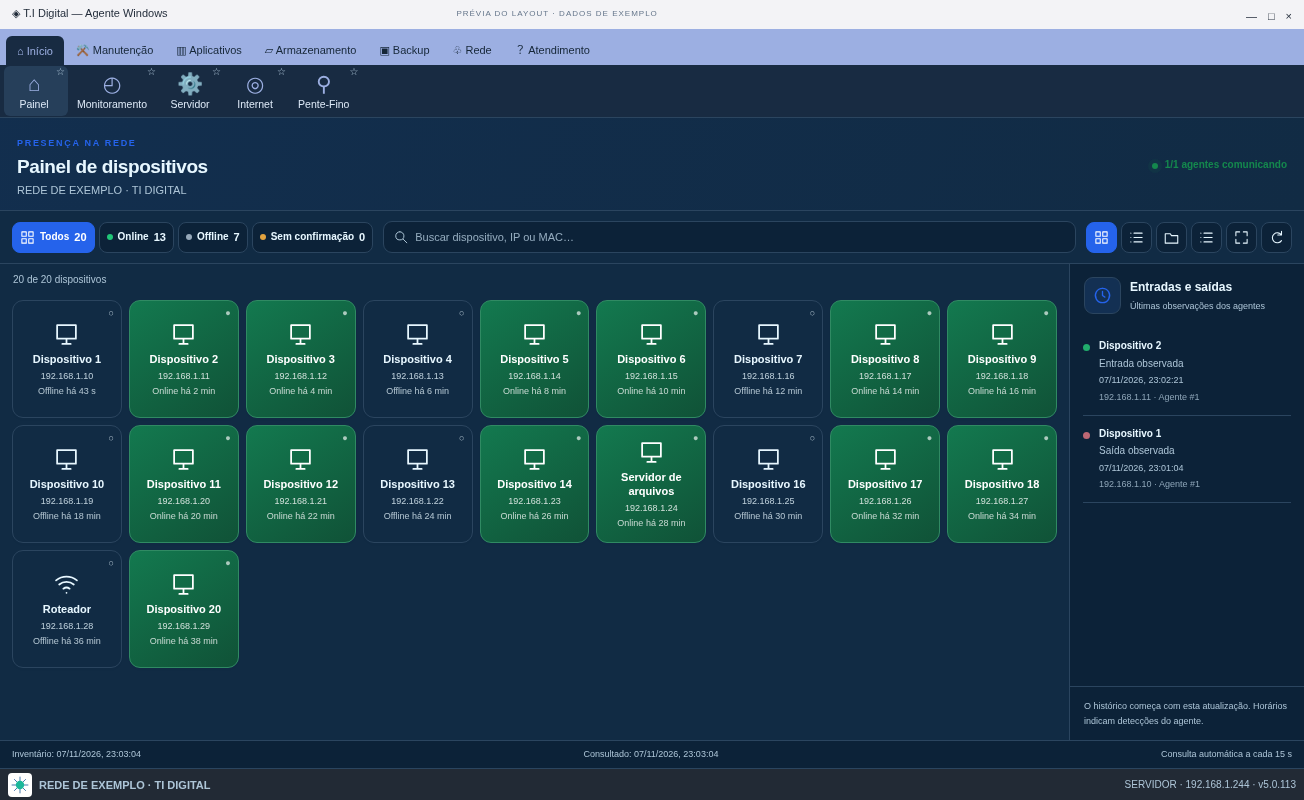 T.I Digital — Agente Windows
PRÉVIA DO LAYOUT · DADOS DE EXEMPLO
Início
Manutenção
Aplicativos
Armazenamento
Backup
Rede
Atendimento
Painel
Monitoramento
Servidor
Internet
Pente-Fino
PRESENÇA NA REDE
Painel de dispositivos
REDE DE EXEMPLO · TI DIGITAL
1/1 agentes comunicando
Todos 20
Online 13
Offline 7
Sem confirmação 0
Buscar dispositivo, IP ou MAC…
20 de 20 dispositivos
Dispositivo 1
192.168.1.10
Offline há 43 s
Dispositivo 2
192.168.1.11
Online há 2 min
Dispositivo 3
192.168.1.12
Online há 4 min
Dispositivo 4
192.168.1.13
Offline há 6 min
Dispositivo 5
192.168.1.14
Online há 8 min
Dispositivo 6
192.168.1.15
Online há 10 min
Dispositivo 7
192.168.1.16
Offline há 12 min
Dispositivo 8
192.168.1.17
Online há 14 min
Dispositivo 9
192.168.1.18
Online há 16 min
Dispositivo 10
192.168.1.19
Offline há 18 min
Dispositivo 11
192.168.1.20
Online há 20 min
Dispositivo 12
192.168.1.21
Online há 22 min
Dispositivo 13
192.168.1.22
Offline há 24 min
Dispositivo 14
192.168.1.23
Online há 26 min
Servidor de
arquivos
192.168.1.24
Online há 28 min
Dispositivo 16
192.168.1.25
Offline há 30 min
Dispositivo 17
192.168.1.26
Online há 32 min
Dispositivo 18
192.168.1.27
Online há 34 min
Roteador
192.168.1.28
Offline há 36 min
Dispositivo 20
192.168.1.29
Online há 38 min
Entradas e saídas
Últimas observações dos agentes
Dispositivo 2
Entrada observada
07/11/2026, 23:02:21
192.168.1.11 · Agente #1
Dispositivo 1
Saída observada
07/11/2026, 23:01:04
192.168.1.10 · Agente #1
O histórico começa com esta atualização. Horários
indicam detecções do agente.
Inventário: 07/11/2026, 23:03:04
Consultado: 07/11/2026, 23:03:04
Consulta automática a cada 15 s
REDE DE EXEMPLO · TI DIGITAL
SERVIDOR · 192.168.1.244 · v5.0.113